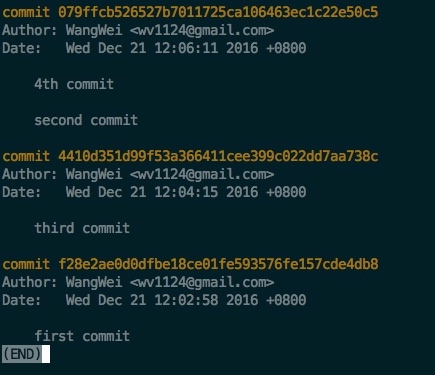 commit 079ffcb526527b7011725ca106463ec1c22e50c5
Author: WangWei <wv1124@gmail.com>
Date:   Wed Dec 21 12:06:11 2016 +0800
4th commit
second commit
commit 4410d351d99f53a366411cee399c022dd7aa738c
Author: WangWei <wv1124@gmail.com>
Date:   Wed Dec 21 12:04:15 2016 +0800
third commit
commit f28e2ae0d0dfbe18ce01fe593576fe157cde4db8
Author: WangWei <wv1124@gmail.com>
Date:   Wed Dec 21 12:02:58 2016 +0800
first commit
(END)